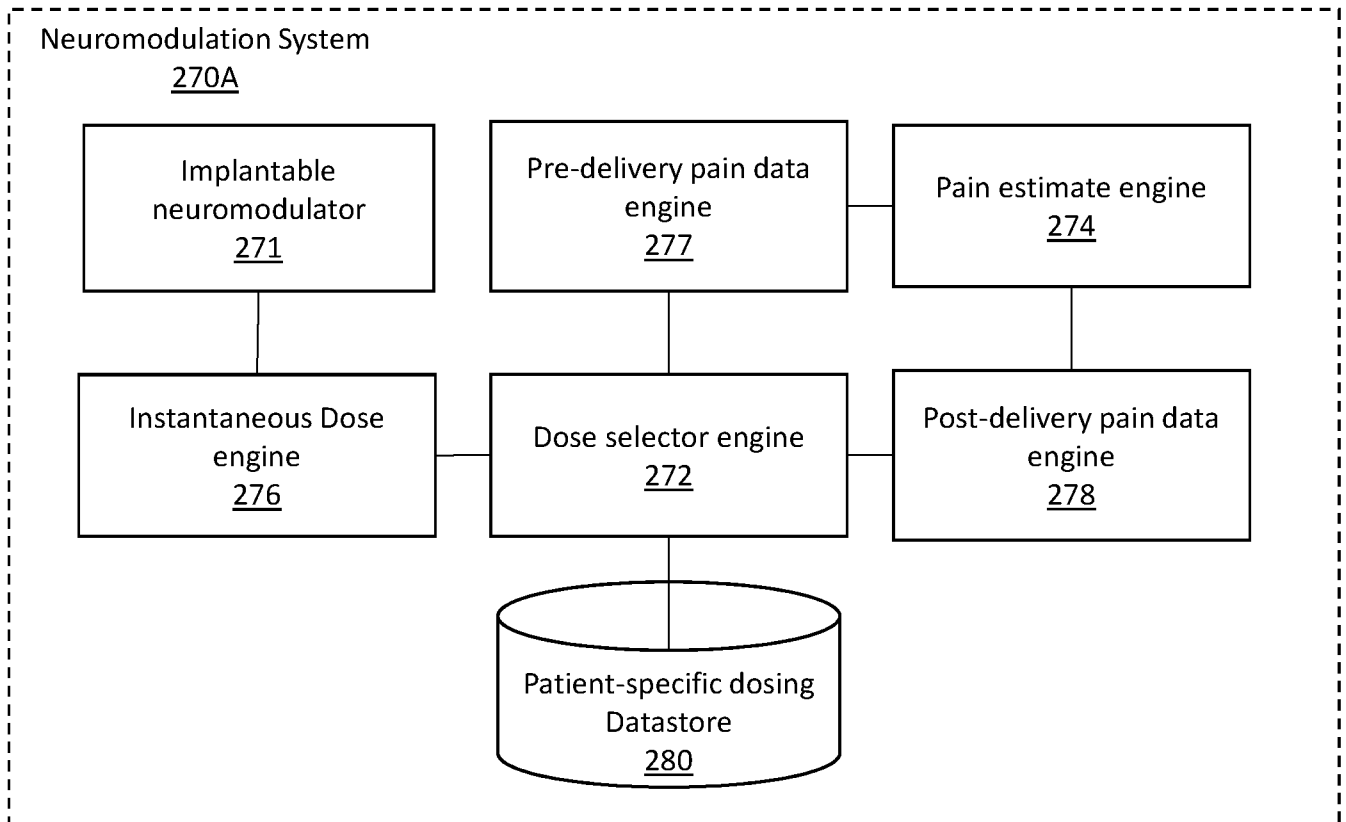 Neuromodulation System
270A
Implantable
neuromodulator
271
Pre-delivery pain data
engine
277
Pain estimate engine
274
Instantaneous Dose
engine
276
Dose selector engine
272
Post-delivery pain data
engine
278
Patient-specific dosing
Datastore
280